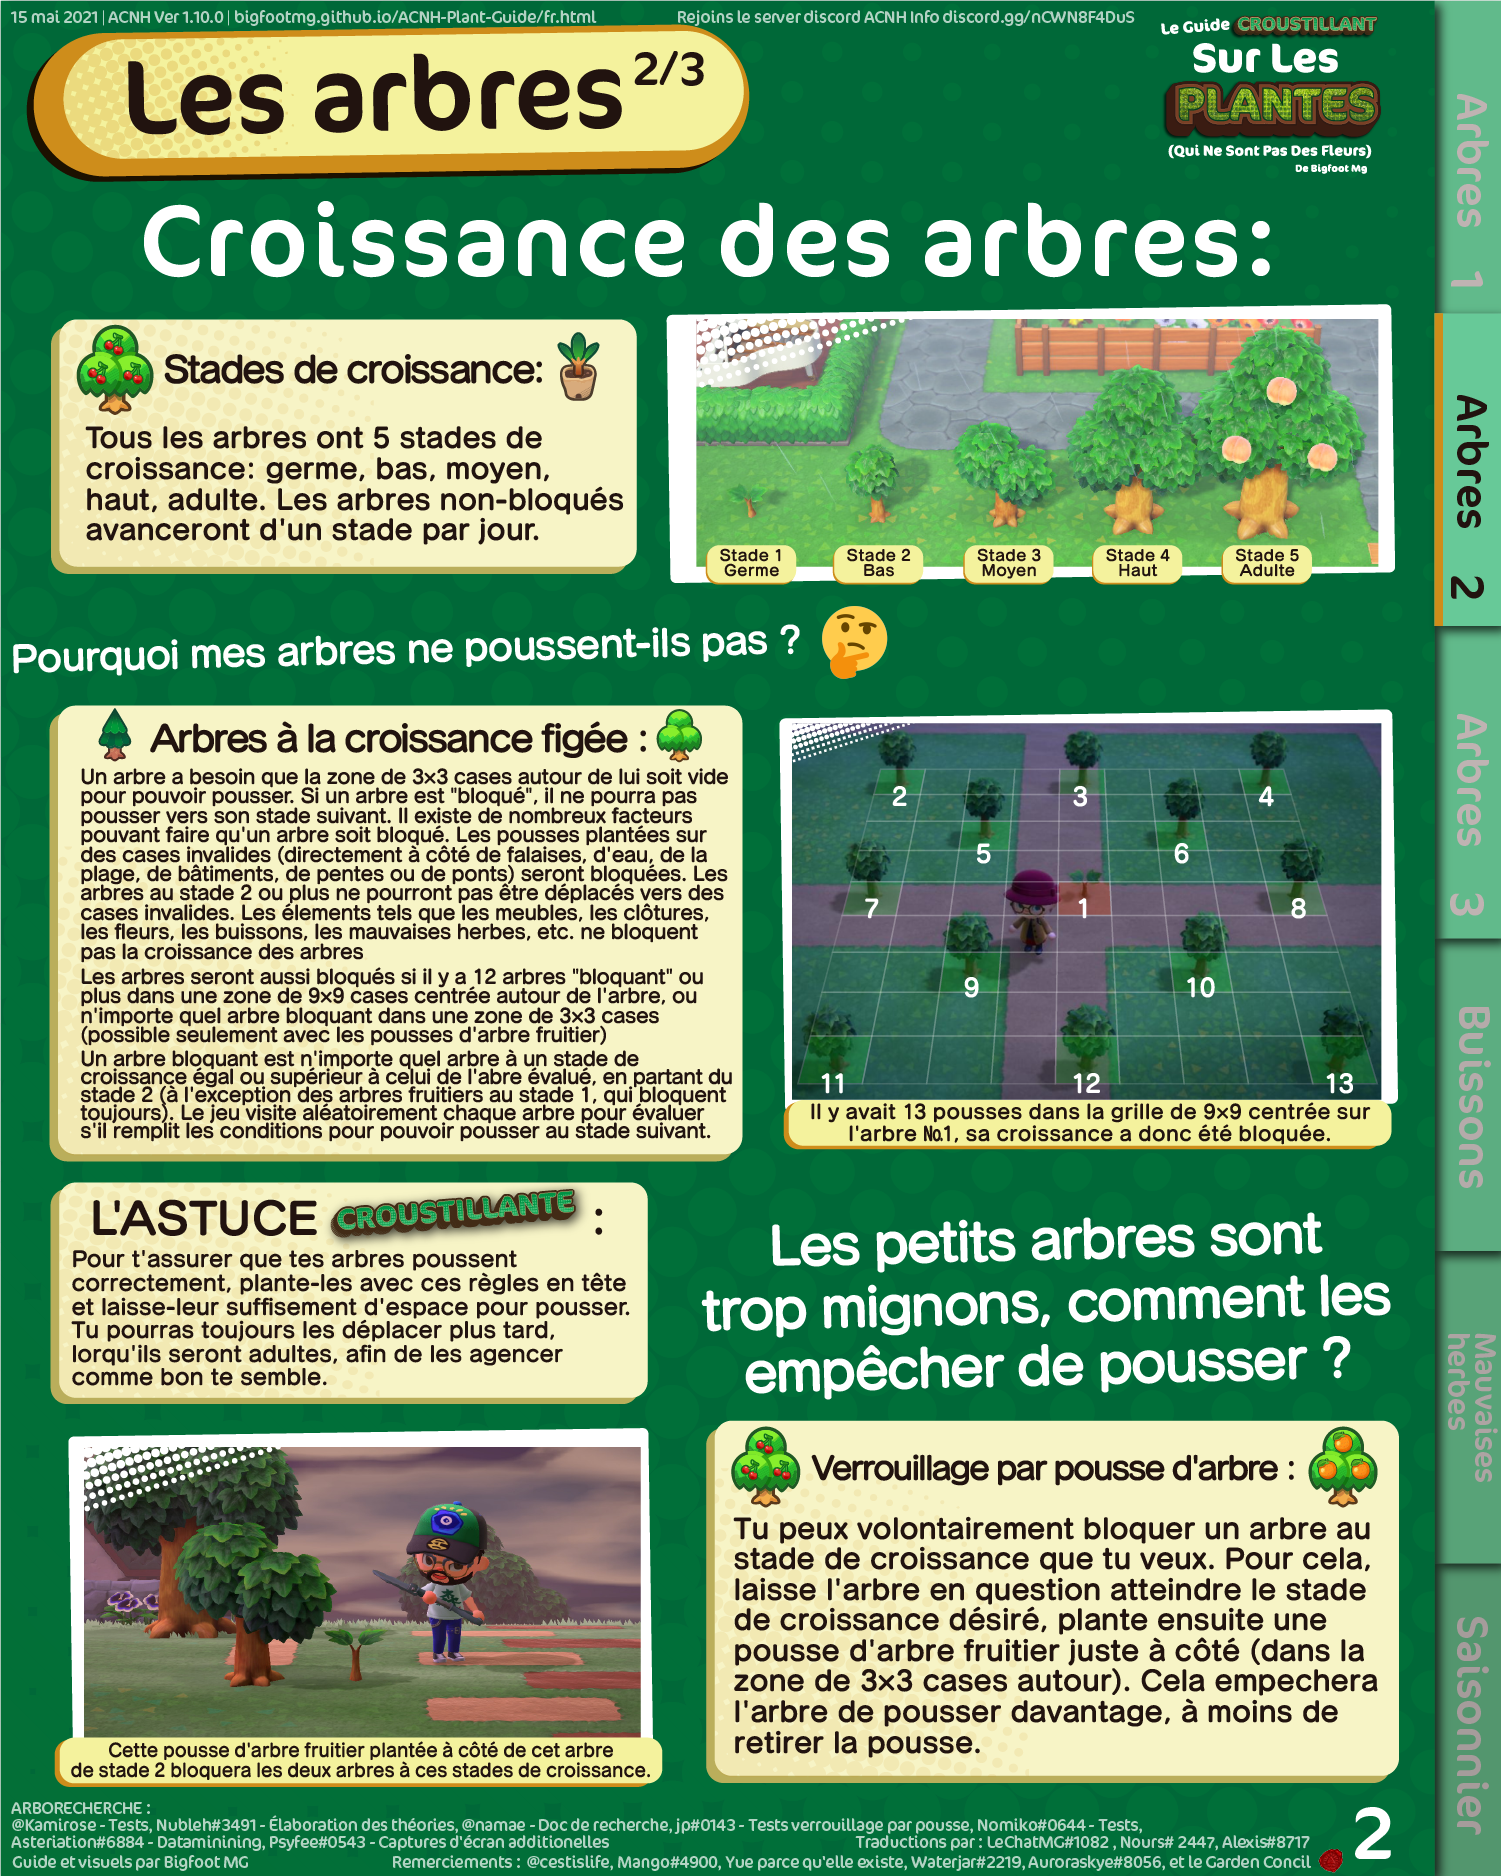 15 mai 2021 | ACNH Ver 1.10.0 | bigfootmg.github.io/ACNH-Plant-Guide/fr.html
Rejoins le server discord ACNH Info discord.gg/nCWN8F4DuS
Le Guide CROUSTILLANT
Sur Les
PLANTES
(Qui Ne Sont Pas Des Fleurs)
De Bigfoot Mg
Les arbres 2/3
Croissance des arbres:
Stades de croissance:
Tous les arbres ont 5 stades de
croissance: germe, bas, moyen,
haut, adulte. Les arbres non-bloqués
avanceront d'un stade par jour.
Stade 1
Germe
Stade 2
Bas
Stade 3
Moyen
Stade 4
Haut
Stade 5
Adulte
Pourquoi mes arbres ne poussent-ils pas ?
Arbres à la croissance figée :
Un arbre a besoin que la zone de 3×3 cases autour de lui soit vide
pour pouvoir pousser. Si un arbre est "bloqué", il ne pourra pas
pousser vers son stade suivant. Il existe de nombreux facteurs
pouvant faire qu'un arbre soit bloqué. Les pousses plantées sur
des cases invalides (directement à côté de falaises, d'eau, de la
plage, de bâtiments, de pentes ou de ponts) seront bloquées. Les
arbres au stade 2 ou plus ne pourront pas être déplacés vers des
cases invalides. Les élements tels que les meubles, les clôtures,
les fleurs, les buissons, les mauvaises herbes, etc. ne bloquent
pas la croissance des arbres
Les arbres seront aussi bloqués si il y a 12 arbres "bloquant" ou
plus dans une zone de 9×9 cases centrée autour de l'arbre, ou
n'importe quel arbre bloquant dans une zone de 3×3 cases
(possible seulement avec les pousses d'arbre fruitier)
Un arbre bloquant est n'importe quel arbre à un stade de
croissance égal ou supérieur à celui de l'abre évalué, en partant du
stade 2 (à l'exception des arbres fruitiers au stade 1, qui bloquent
toujours). Le jeu visite aléatoirement chaque arbre pour évaluer
s'il remplit les conditions pour pouvoir pousser au stade suivant.
2
3
4
5
6
7
1
8
9
10
11
12
13
Il y avait 13 pousses dans la grille de 9×9 centrée sur
l'arbre №1, sa croissance a donc été bloquée.
L'ASTUCE CROUSTILLANTE :
Pour t'assurer que tes arbres poussent
correctement, plante-les avec ces règles en tête
et laisse-leur suffisement d'espace pour pousser.
Tu pourras toujours les déplacer plus tard,
lorqu'ils seront adultes, afin de les agencer
comme bon te semble.
Les petits arbres sont
trop mignons, comment les
empêcher de pousser ?
Cette pousse d'arbre fruitier plantée à côté de cet arbre
de stade 2 bloquera les deux arbres à ces stades de croissance.
Verrouillage par pousse d'arbre :
Tu peux volontairement bloquer un arbre au
stade de croissance que tu veux. Pour cela,
laisse l'arbre en question atteindre le stade
de croissance désiré, plante ensuite une
pousse d'arbre fruitier juste à côté (dans la
zone de 3×3 cases autour). Cela empechera
l'arbre de pousser davantage, à moins de
retirer la pousse.
ARBORECHERCHE :
@Kamirose - Tests, Nubleh#3491 - Élaboration des théories, @namae - Doc de recherche, jp#0143 - Tests verrouillage par pousse, Nomiko#0644 - Tests,
Asteriation#6884 - Dataminining, Psyfee#0543 - Captures d'écran additionelles
Traductions par : LeChatMG#1082 , Nours# 2447, Alexis#8717
Guide et visuels par Bigfoot MG
Remerciements : @cestislife, Mango#4900, Yue parce qu'elle existe, Waterjar#2219, Auroraskye#8056, et le Garden Concil
2
Arbres 1
Arbres 2
Arbres 3
Buissons
Mauvaises
herbes
Saisonnier